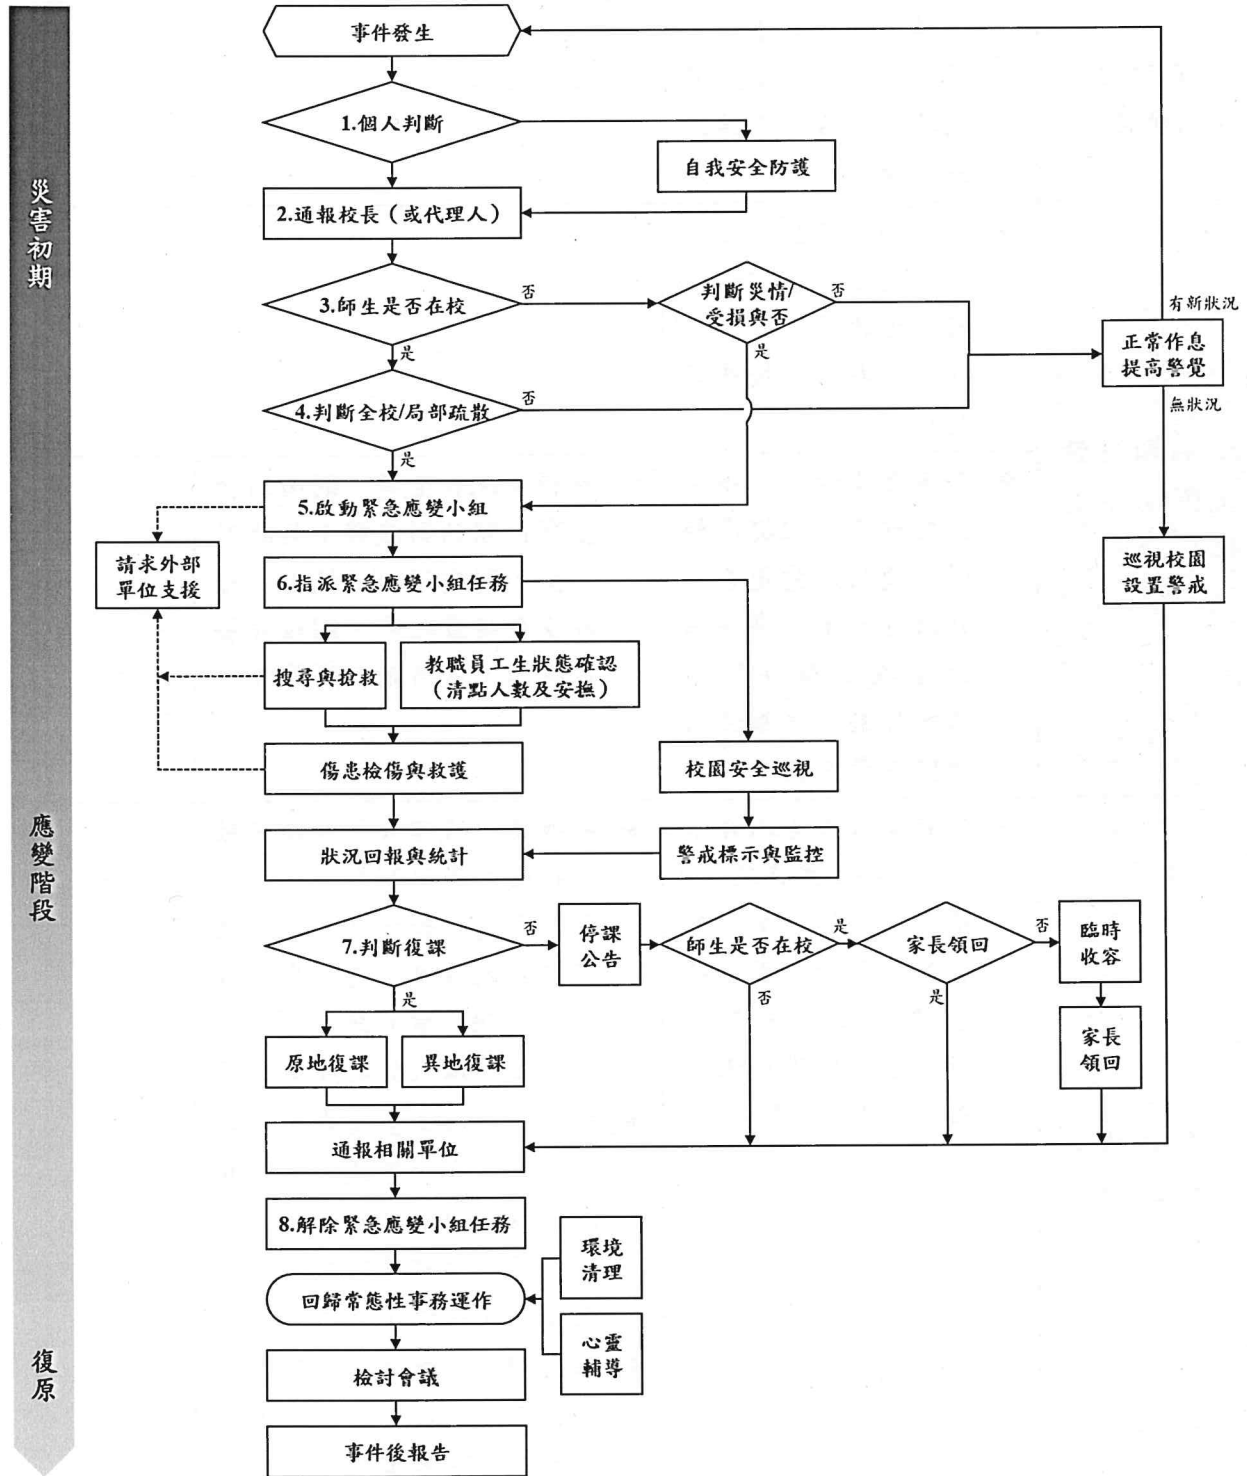 災害初期
應變階段
復原
事件發生
1.個人判斷
自我安全防護
2.通報校長（或代理人）
3.師生是否在校
否
判斷災情/
受損與否
否
有新狀況
正常作息
提高警覺
無狀況
是
是
4.判斷全校/局部疏散
否
是
5.啟動緊急應變小組
請求外部
單位支援
6.指派緊急應變小組任務
巡視校園
設置警戒
搜尋與搶救
教職員工生狀態確認
（清點人數及安撫）
傷患檢傷與救護
校園安全巡視
狀況回報與統計
警戒標示與監控
7.判斷復課
否
停課
公告
師生是否在校
是
家長領回
否
臨時
收容
是
否
是
家長
領回
原地復課
異地復課
通報相關單位
8.解除緊急應變小組任務
環境
清理
回歸常態性事務運作
心靈
輔導
檢討會議
事件後報告